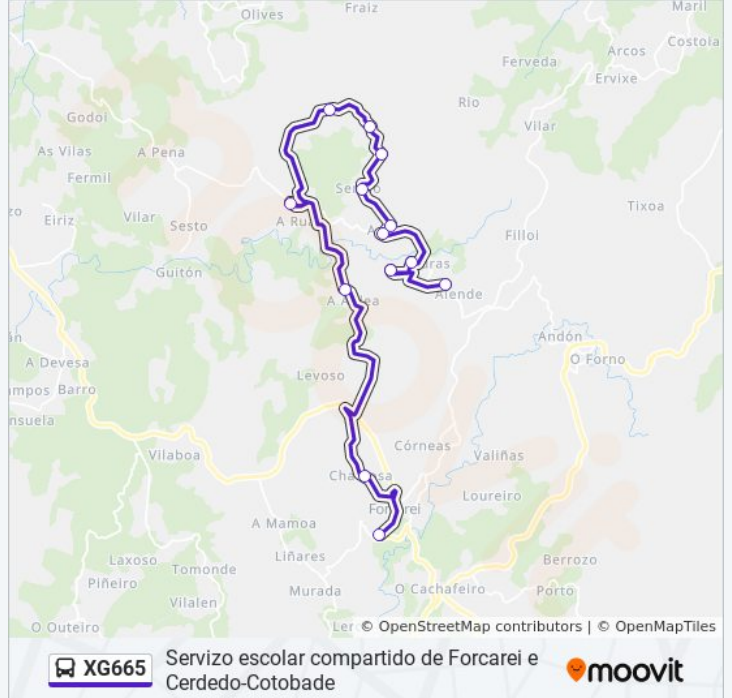 Fraiz
Maril
Olives
Costoia
Arcos
Ferveda
Ervixe
Rio
Godoi
Vilar
As Vilas
A Pena
Fermil
Tixoa
Vilar
Eiriz
Sesto
Filloi
Guitón
Alende
Andón
O Forno
A Devesa
Levoso
Barro
Córneas
Valiñas
Vilaboa
Loureiro
Forcarei
A Mamoa
Liñares
Laxoso
Tomonde
Berrozo
Piñeiro
Murada
O Cachafeiro
Porto
Vilalen
O Outeiro
© OpenStreetMap contributors | © OpenMapTiles
XG665
Servizo escolar compartido de Forcarei e
Cerdedo-Cotobade
moovit